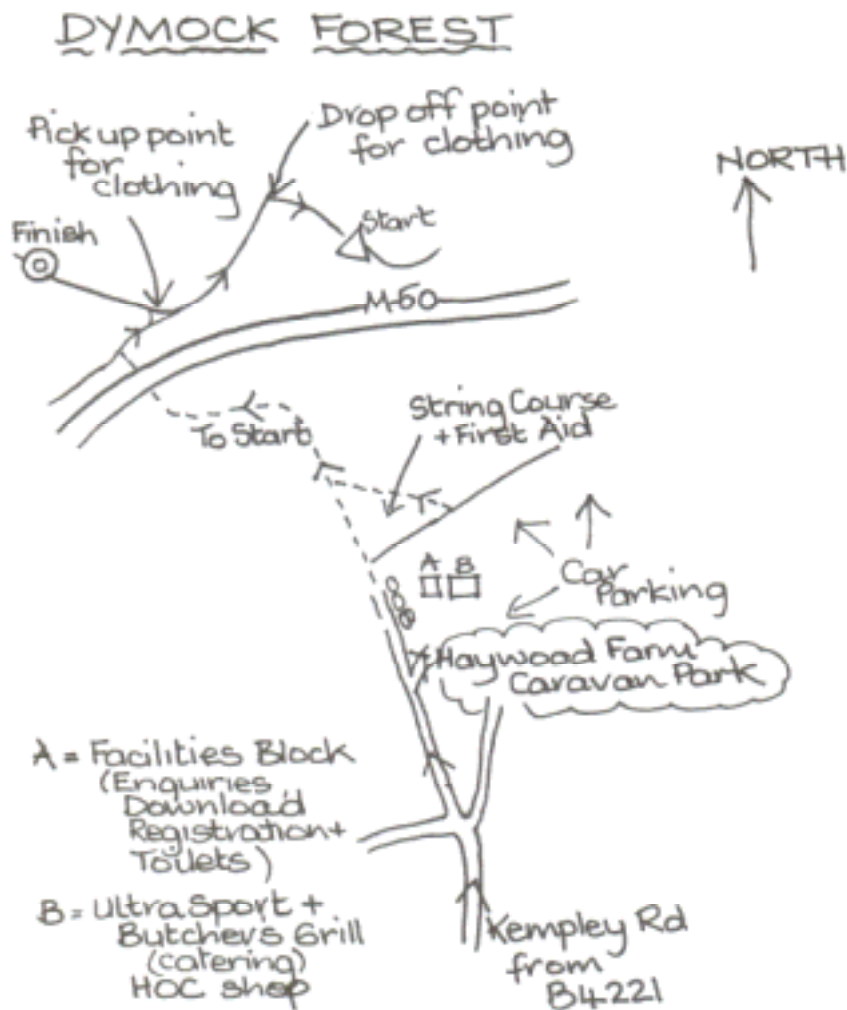 DYMOCK FOREST
Drop off point
for clothing
Pick up point
for
clothing
NORTH
Start
Finish
M50
String Course
+ First Aid
To Start
A B
Car
Parking
Haywood Farm
Caravan Park
A = Facilities Block
(Enquiries
Download
Registration +
Toilets)
B = Ultra Sport +
Butchers Grill
(catering)
HOC shop
Kempley Rd
from
B4221